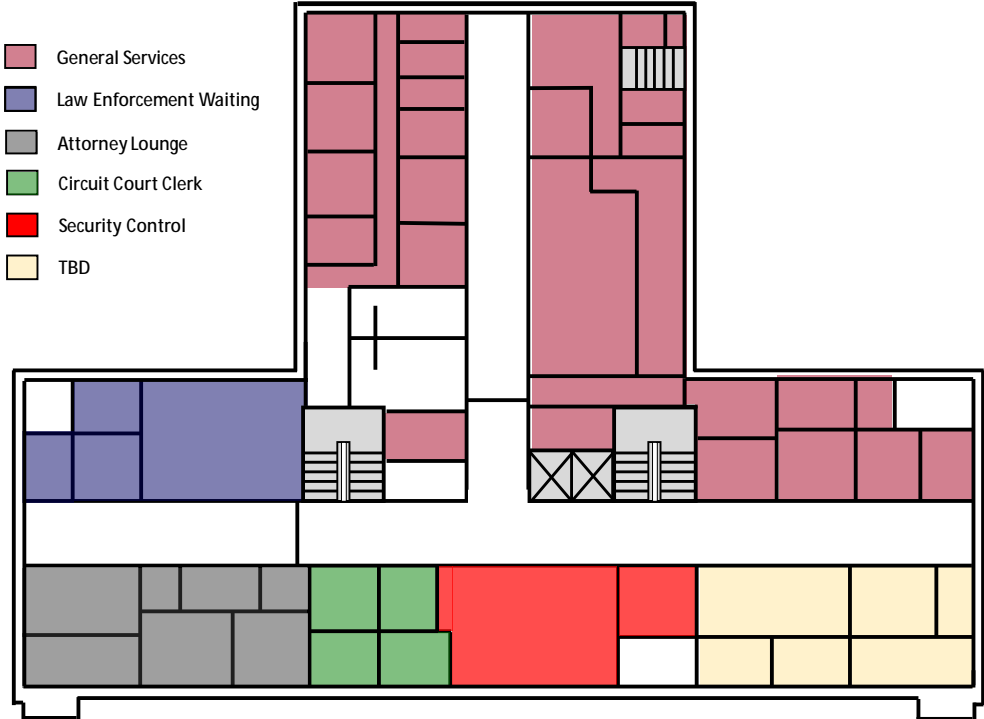 General Services
Law Enforcement Waiting
Attorney Lounge
Circuit Court Clerk
Security Control
TBD